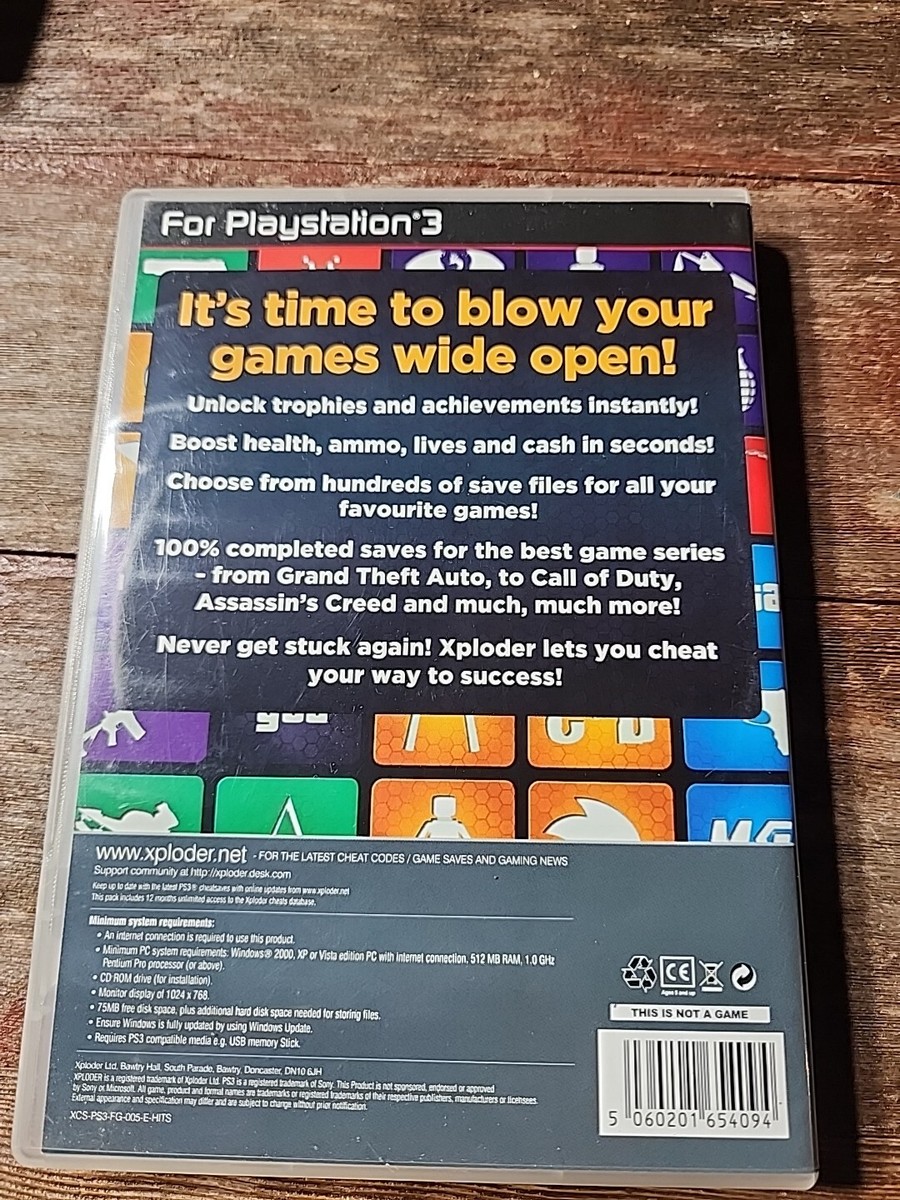 For Playstation®3
It's time to blow your
games wide open!
Unlock trophies and achievements instantly!
Boost health, ammo, lives and cash in seconds!
Choose from hundreds of save files for all your
favourite games!
100% completed saves for the best game series
- from Grand Theft Auto, to Call of Duty,
Assassin's Creed and much, much more!
Never get stuck again! Xploder lets you cheat
your way to success!
www.xploder.net - FOR THE LATEST CHEAT CODES / GAME SAVES AND GAMING NEWS
Support community at http://xploder.desk.com
Keep up to date with the latest PS3® cheatsaves with online updates from www.xploder.net
This pack includes 12 months unlimited access to the Xploder cheats database.
Minimum system requirements:
• An internet connection is required to use this product.
• Minimum PC system requirements: Windows® 2000, XP or Vista edition PC with internet connection, 512 MB RAM, 1.0 GHz
Pentium Pro processor (or above).
• CD ROM drive (for installation).
• Monitor display of 1024 x 768.
• 75MB free disk space, plus additional hard disk space needed for storing files.
• Ensure Windows is fully updated by using Windows Update.
• Requires PS3 compatible media e.g. USB memory Stick.
CE
Ages 5 and up
THIS IS NOT A GAME
Xploder Ltd, Bawtry Hall, South Parade, Bawtry, Doncaster, DN10 6JH
XPLODER is a registered trademark of Xploder Ltd. PS3 is a registered trademark of Sony. This Product is not sponsored, endorsed or approved
by Sony or Microsoft. All game, product and format names are trademarks or registered trademarks of their respective publishers, manufacturers or licensees.
External appearance and specification may differ and are subject to change without prior notification.
XCS-PS3-FG-005-E-HITS
5 060201 654094